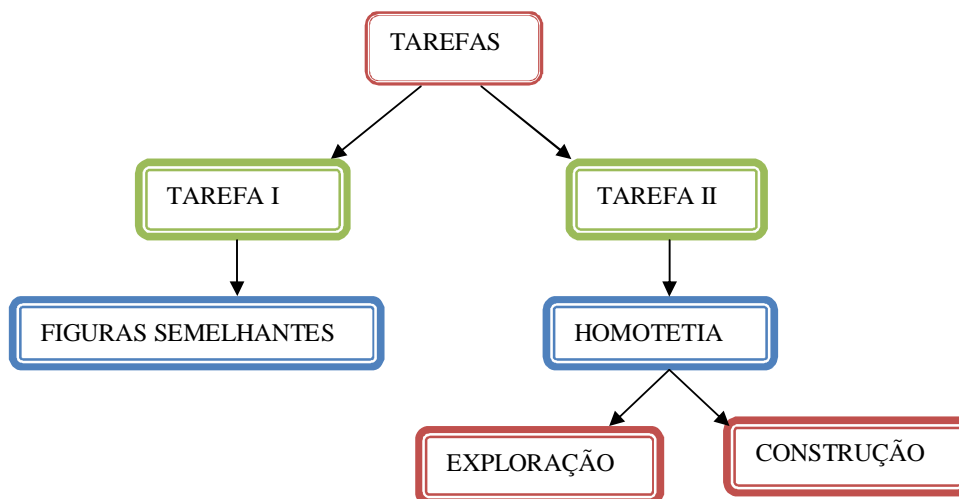 TAREFAS
TAREFA I
TAREFA II
FIGURAS SEMELHANTES
HOMOTETIA
EXPLORAÇÃO
CONSTRUÇÃO